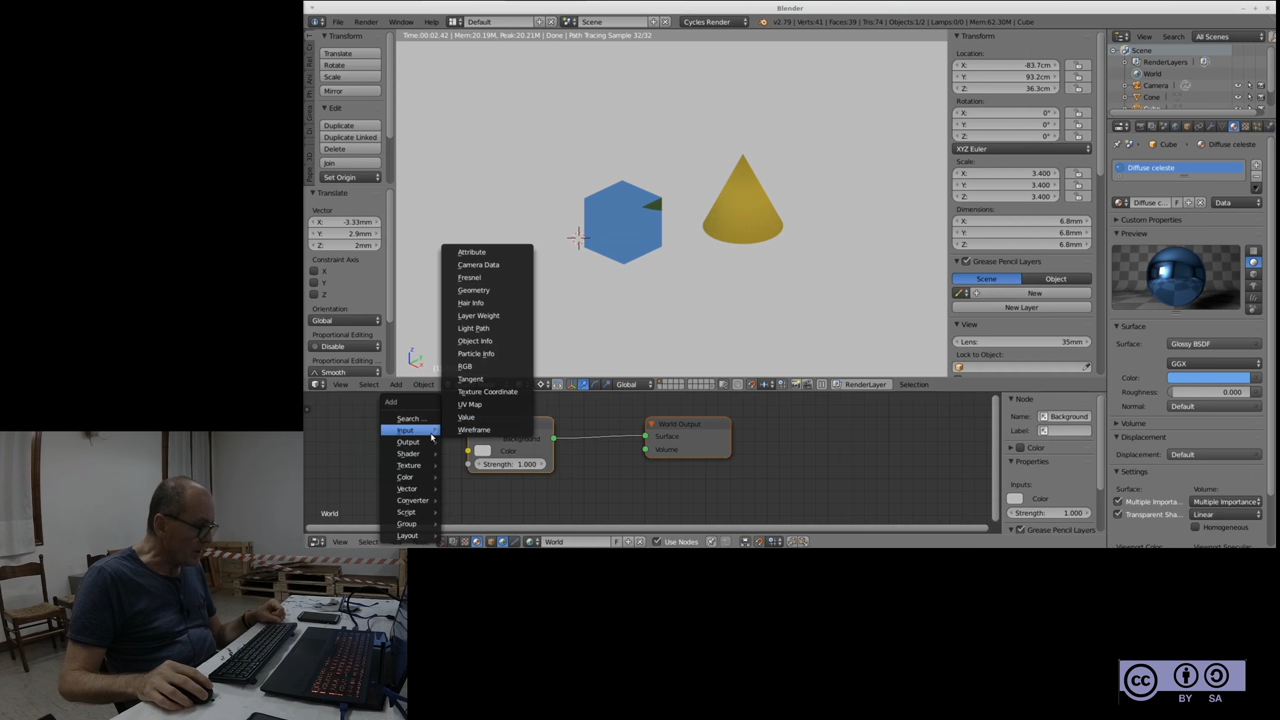 Blender
File Render Window Help Default Scene Cycles Render v2.79 | Verts:41 | Faces:39 | Tris:74 | Objects:1/2 | Lamps:0/0 | Mem:62.30M | Cube
Transform
Translate
Rotate
Scale
Mirror
Edit
Duplicate
Duplicate Linked
Delete
Join
Set Origin
Translate
Vector
X: -3.33mm
Y: 2.9mm
Z: 2mm
Constraint Axis
X
Y
Z
Orientation
Global
Proportional Editing
Disable
Proportional Editing ...
Smooth
Time:00:02.42 | Mem:20.19M, Peak:20.21M | Done | Path Tracing Sample 32/32
Attribute
Camera Data
Fresnel
Geometry
Hair Info
Layer Weight
Light Path
Object Info
Particle Info
RGB
Tangent
Texture Coordinate
UV Map
Value
Wireframe
View Select Add Object Global RenderLayer Selection
Add
Search ...
Input
Output
Shader
Texture
Color
Vector
Converter
Script
Group
Layout
Background
Color
Strength: 1.000
World Output
Surface
Volume
World
View Select World F Use Nodes
Transform
Location:
X: -83.7cm
Y: 93.2cm
Z: 36.3cm
Rotation:
X: 0°
Y: 0°
Z: 0°
XYZ Euler
Scale:
X: 3.400
Y: 3.400
Z: 3.400
Dimensions:
X: 6.8mm
Y: 6.8mm
Z: 6.8mm
Grease Pencil Layers
Scene Object
New
New Layer
View
Lens: 35mm
Lock to Object:
Node
Name: Background
Label:
Color
Properties
Inputs:
Color
Strength: 1.000
Grease Pencil Layers
View Search All Scenes
Scene
RenderLayers
World
Camera
Cone
Cube Diffuse celeste
Diffuse celeste
Diffuse c... F Data
Custom Properties
Preview
Surface
Surface: Glossy BSDF
GGX
Color:
Roughness: 0.000
Normal: Default
Volume
Displacement
Displacement: Default
Settings
Surface: Volume:
Multiple Importa... Multiple Importance
Transparent Sha... Linear
Homogeneous
cc
BY SA